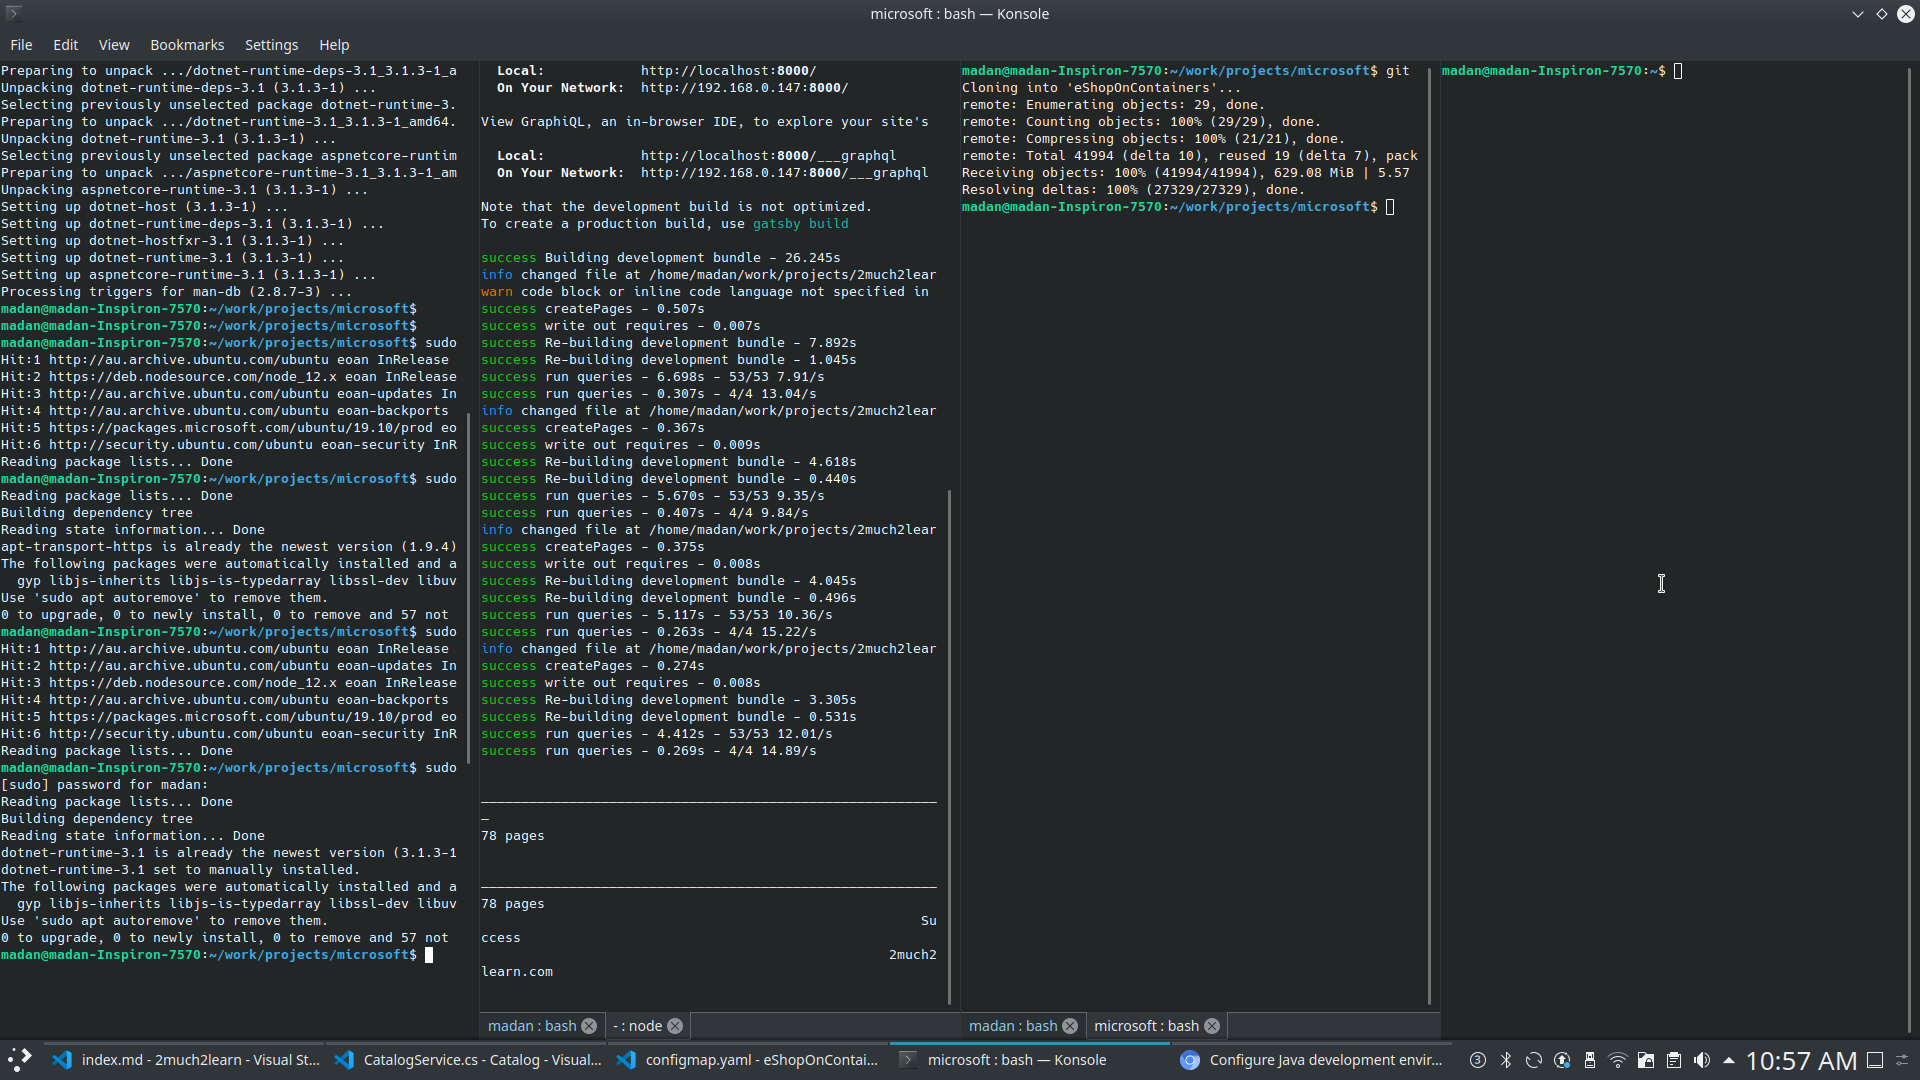 microsoft : bash — Konsole
File Edit View Bookmarks Settings Help
Preparing to unpack .../dotnet-runtime-deps-3.1_3.1.3-1_a
Unpacking dotnet-runtime-deps-3.1 (3.1.3-1) ...
Selecting previously unselected package dotnet-runtime-3.
Preparing to unpack .../dotnet-runtime-3.1_3.1.3-1_amd64.
Unpacking dotnet-runtime-3.1 (3.1.3-1) ...
Selecting previously unselected package aspnetcore-runtim
Preparing to unpack .../aspnetcore-runtime-3.1_3.1.3-1_am
Unpacking aspnetcore-runtime-3.1 (3.1.3-1) ...
Setting up dotnet-host (3.1.3-1) ...
Setting up dotnet-runtime-deps-3.1 (3.1.3-1) ...
Setting up dotnet-hostfxr-3.1 (3.1.3-1) ...
Setting up dotnet-runtime-3.1 (3.1.3-1) ...
Setting up aspnetcore-runtime-3.1 (3.1.3-1) ...
Processing triggers for man-db (2.8.7-3) ...
madan@madan-Inspiron-7570:~/work/projects/microsoft$
madan@madan-Inspiron-7570:~/work/projects/microsoft$
madan@madan-Inspiron-7570:~/work/projects/microsoft$ sudo
Hit:1 http://au.archive.ubuntu.com/ubuntu eoan InRelease
Hit:2 https://deb.nodesource.com/node_12.x eoan InRelease
Hit:3 http://au.archive.ubuntu.com/ubuntu eoan-updates In
Hit:4 http://au.archive.ubuntu.com/ubuntu eoan-backports
Hit:5 https://packages.microsoft.com/ubuntu/19.10/prod eo
Hit:6 http://security.ubuntu.com/ubuntu eoan-security InR
Reading package lists... Done
madan@madan-Inspiron-7570:~/work/projects/microsoft$ sudo
Reading package lists... Done
Building dependency tree
Reading state information... Done
apt-transport-https is already the newest version (1.9.4)
The following packages were automatically installed and a
gyp libjs-inherits libjs-is-typedarray libssl-dev libuv
Use 'sudo apt autoremove' to remove them.
0 to upgrade, 0 to newly install, 0 to remove and 57 not
madan@madan-Inspiron-7570:~/work/projects/microsoft$ sudo
Hit:1 http://au.archive.ubuntu.com/ubuntu eoan InRelease
Hit:2 http://au.archive.ubuntu.com/ubuntu eoan-updates In
Hit:3 https://deb.nodesource.com/node_12.x eoan InRelease
Hit:4 http://au.archive.ubuntu.com/ubuntu eoan-backports
Hit:5 https://packages.microsoft.com/ubuntu/19.10/prod eo
Hit:6 http://security.ubuntu.com/ubuntu eoan-security InR
Reading package lists... Done
madan@madan-Inspiron-7570:~/work/projects/microsoft$ sudo
[sudo] password for madan:
Reading package lists... Done
Building dependency tree
Reading state information... Done
dotnet-runtime-3.1 is already the newest version (3.1.3-1
dotnet-runtime-3.1 set to manually installed.
The following packages were automatically installed and a
gyp libjs-inherits libjs-is-typedarray libssl-dev libuv
Use 'sudo apt autoremove' to remove them.
0 to upgrade, 0 to newly install, 0 to remove and 57 not
madan@madan-Inspiron-7570:~/work/projects/microsoft$
Local: http://localhost:8000/
On Your Network: http://192.168.0.147:8000/
View GraphiQL, an in-browser IDE, to explore your site's
Local: http://localhost:8000/___graphql
On Your Network: http://192.168.0.147:8000/___graphql
Note that the development build is not optimized.
To create a production build, use gatsby build
success Building development bundle - 26.245s
info changed file at /home/madan/work/projects/2much2lear
warn code block or inline code language not specified in
success createPages - 0.507s
success write out requires - 0.007s
success Re-building development bundle - 7.892s
success Re-building development bundle - 1.045s
success run queries - 6.698s - 53/53 7.91/s
success run queries - 0.307s - 4/4 13.04/s
info changed file at /home/madan/work/projects/2much2lear
success createPages - 0.367s
success write out requires - 0.009s
success Re-building development bundle - 4.618s
success Re-building development bundle - 0.440s
success run queries - 5.670s - 53/53 9.35/s
success run queries - 0.407s - 4/4 9.84/s
info changed file at /home/madan/work/projects/2much2lear
success createPages - 0.375s
success write out requires - 0.008s
success Re-building development bundle - 4.045s
success Re-building development bundle - 0.496s
success run queries - 5.117s - 53/53 10.36/s
success run queries - 0.263s - 4/4 15.22/s
info changed file at /home/madan/work/projects/2much2lear
success createPages - 0.274s
success write out requires - 0.008s
success Re-building development bundle - 3.305s
success Re-building development bundle - 0.531s
success run queries - 4.412s - 53/53 12.01/s
success run queries - 0.269s - 4/4 14.89/s
78 pages
78 pages
Su
ccess
2much2
learn.com
madan : bash - : node
madan@madan-Inspiron-7570:~/work/projects/microsoft$ git
Cloning into 'eShopOnContainers'...
remote: Enumerating objects: 29, done.
remote: Counting objects: 100% (29/29), done.
remote: Compressing objects: 100% (21/21), done.
remote: Total 41994 (delta 10), reused 19 (delta 7), pack
Receiving objects: 100% (41994/41994), 629.08 MiB | 5.57
Resolving deltas: 100% (27329/27329), done.
madan@madan-Inspiron-7570:~/work/projects/microsoft$
madan : bash microsoft : bash
madan@madan-Inspiron-7570:~$
index.md - 2much2learn - Visual St... CatalogService.cs - Catalog - Visual... configmap.yaml - eShopOnContai... microsoft : bash — Konsole Configure Java development envir... 3 10:57 AM